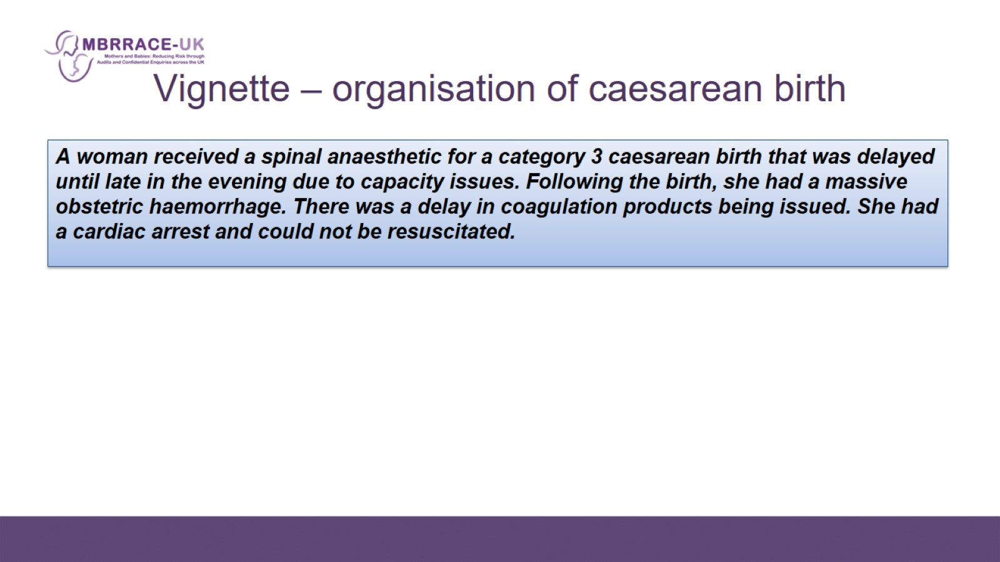 MBRRACE-UK
Mothers and Babies: Reducing Risk through
Audits and Confidential Enquiries across the UK
Vignette – organisation of caesarean birth
A woman received a spinal anaesthetic for a category 3 caesarean birth that was delayed
until late in the evening due to capacity issues. Following the birth, she had a massive
obstetric haemorrhage. There was a delay in coagulation products being issued. She had
a cardiac arrest and could not be resuscitated.